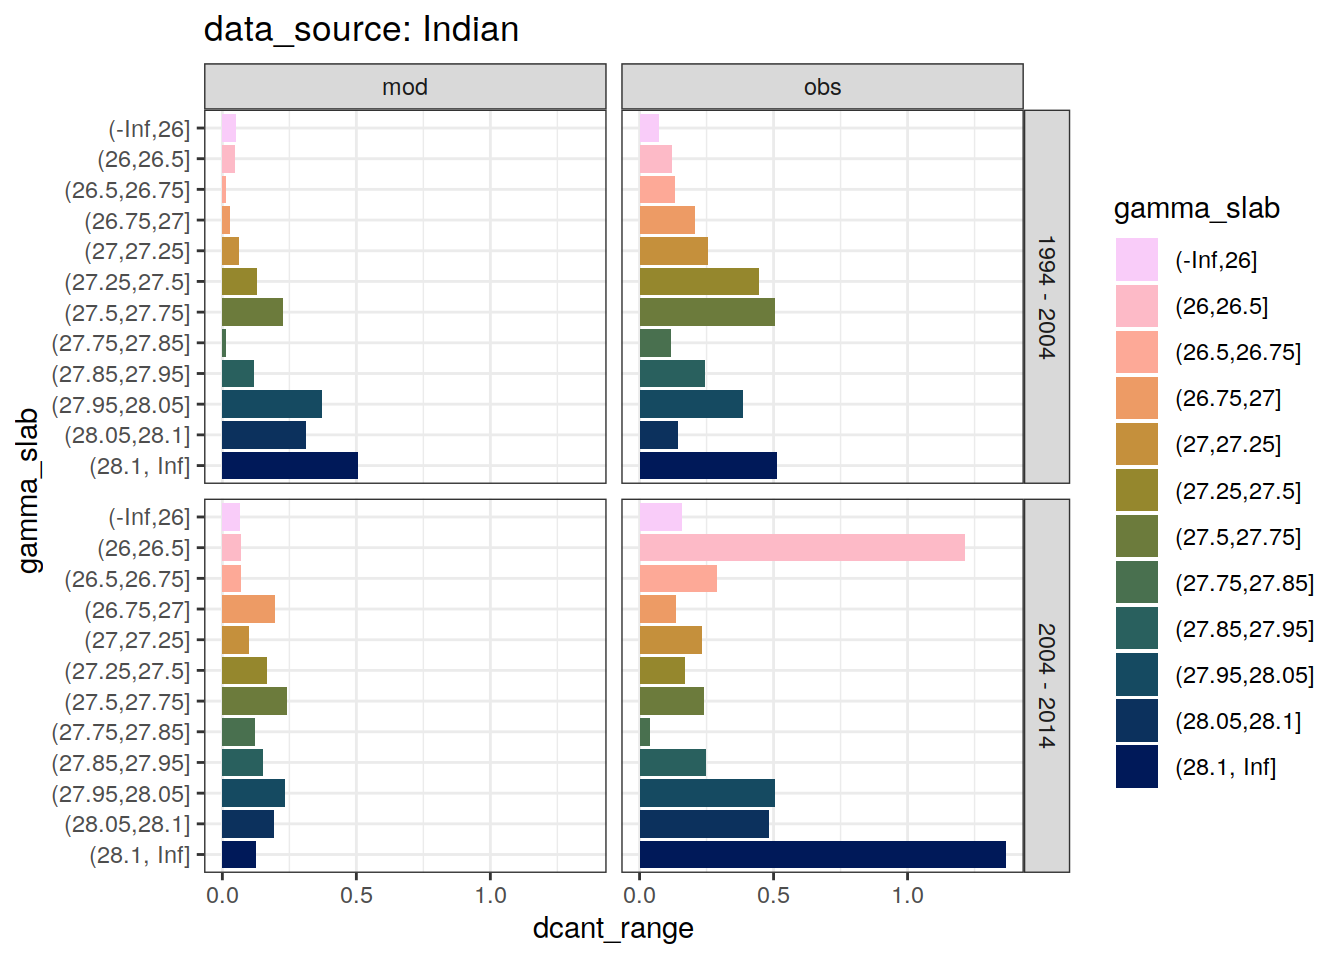 data_source: Indian
mod
obs
gamma_slab
(-Inf,26]
(26,26.5]
(26.5,26.75]
(26.75,27]
(27,27.25]
(27.25,27.5]
(27.5,27.75]
(27.75,27.85]
(27.85,27.95]
(27.95,28.05]
(28.05,28.1]
(28.1, Inf]
1994 - 2004
(-Inf,26]
(26,26.5]
(26.5,26.75]
(26.75,27]
(27,27.25]
(27.25,27.5]
(27.5,27.75]
(27.75,27.85]
(27.85,27.95]
(27.95,28.05]
(28.05,28.1]
(28.1, Inf]
2004 - 2014
0.0 0.5 1.0
0.0 0.5 1.0
dcant_range
gamma_slab
(-Inf,26]
(26,26.5]
(26.5,26.75]
(26.75,27]
(27,27.25]
(27.25,27.5]
(27.5,27.75]
(27.75,27.85]
(27.85,27.95]
(27.95,28.05]
(28.05,28.1]
(28.1, Inf]